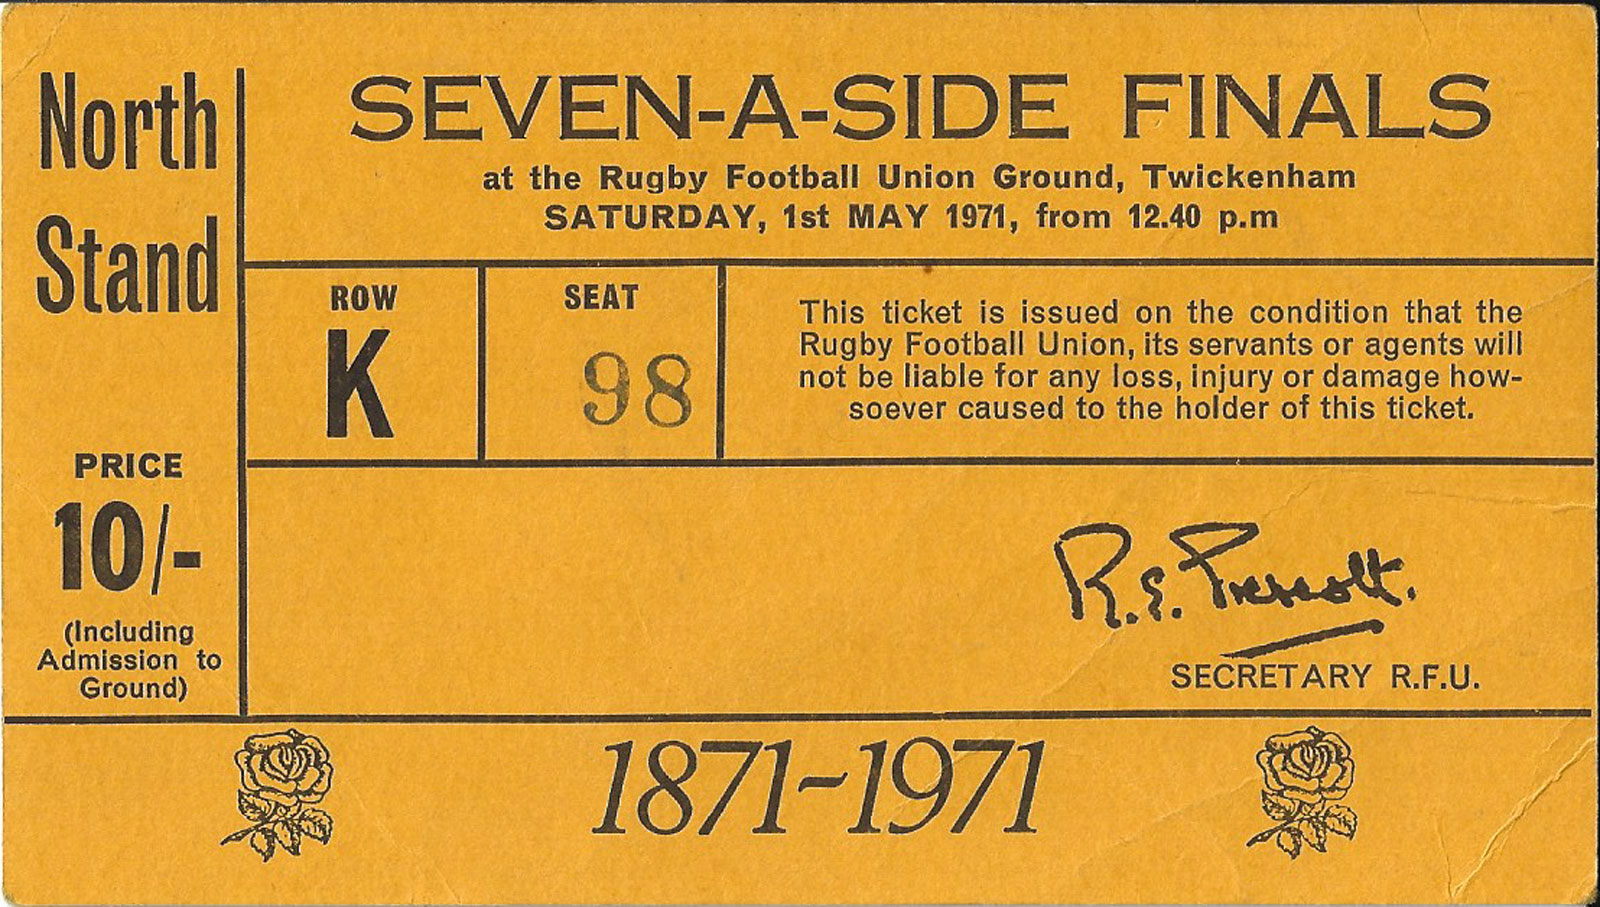 North
Stand
PRICE
10/-
(Including
Admission to
Ground)
SEVEN-A-SIDE FINALS
at the Rugby Football Union Ground, Twickenham
SATURDAY, 1st MAY 1971, from 12.40 p.m
ROW
K
SEAT
98
This ticket is issued on the condition that the
Rugby Football Union, its servants or agents will
not be liable for any loss, injury or damage how-
soever caused to the holder of this ticket.
R.E. Prescott.
SECRETARY R.F.U.
1871-1971